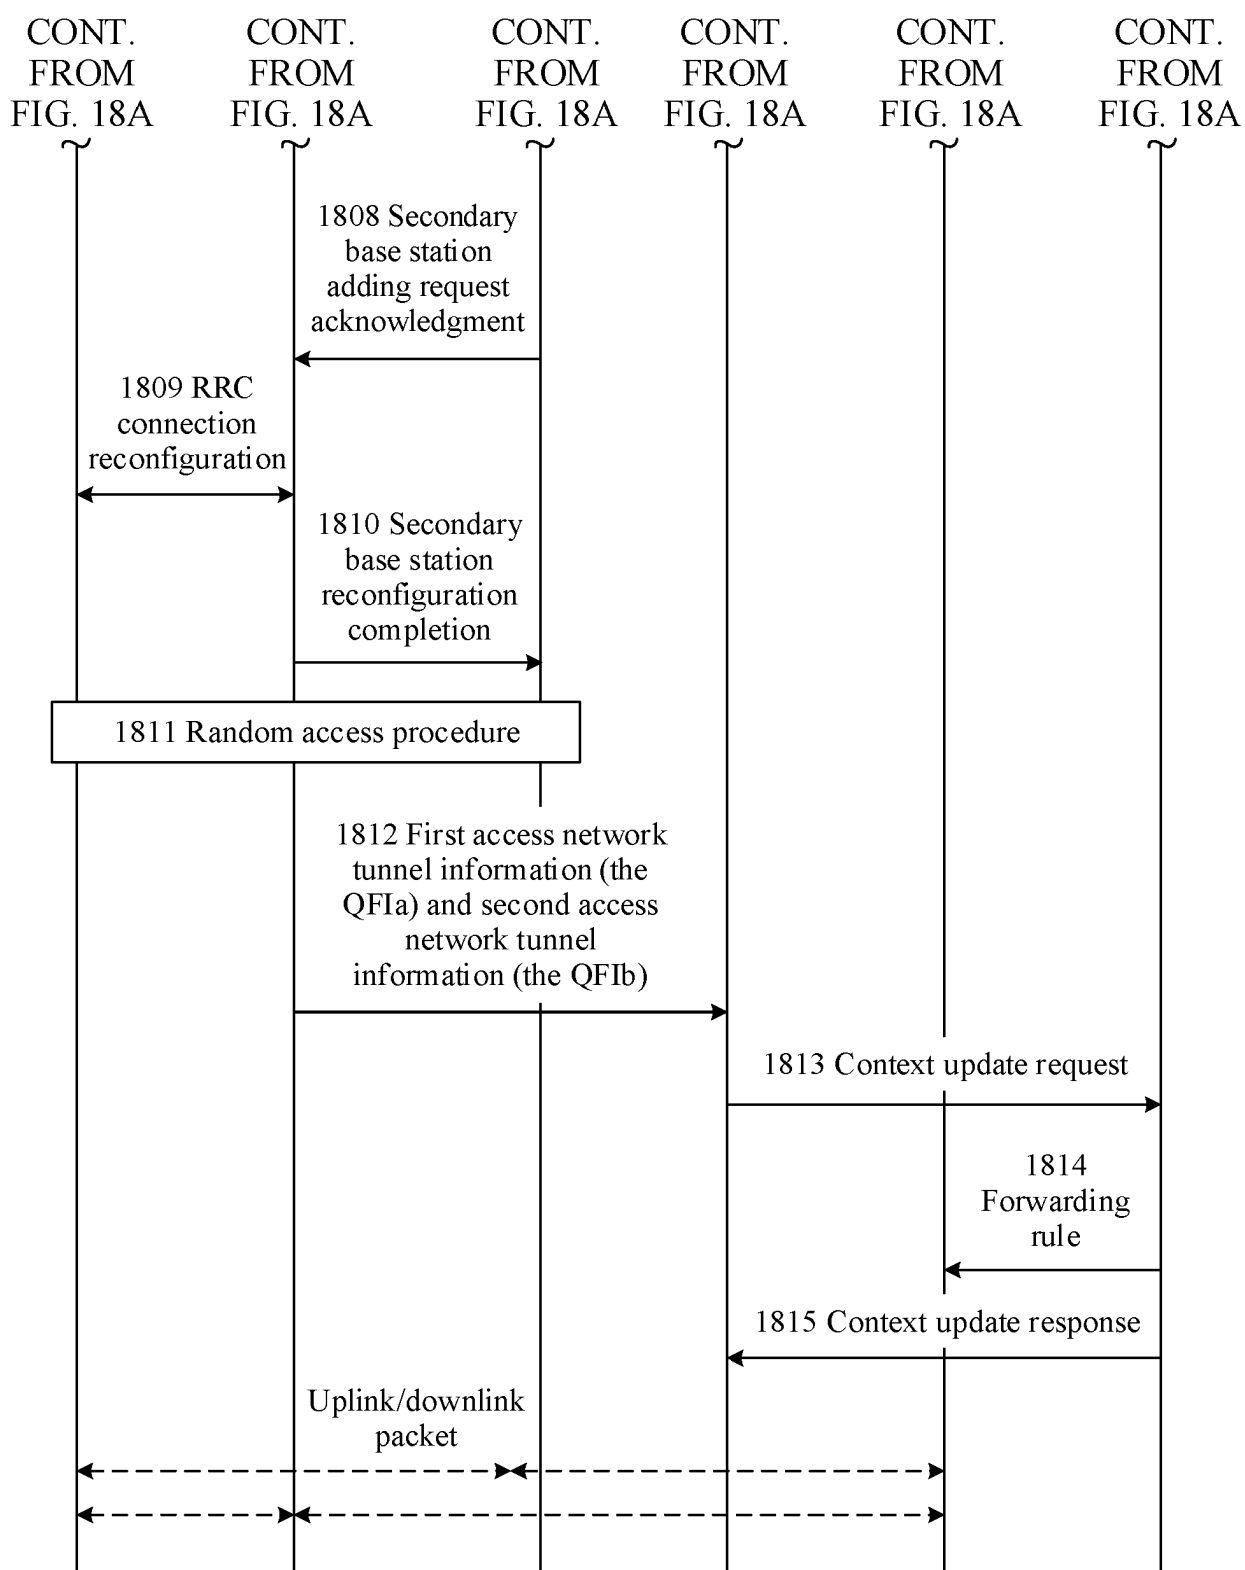 CONT. FROM FIG. 18A
CONT. FROM FIG. 18A
CONT. FROM FIG. 18A
CONT. FROM FIG. 18A
CONT. FROM FIG. 18A
CONT. FROM FIG. 18A
1808 Secondary
base station
adding request
acknowledgment
1809 RRC
connection
reconfiguration
1810 Secondary
base station
reconfiguration
completion
1811 Random access procedure
1812 First access network
tunnel information (the
QFIa) and second access
network tunnel
information (the QFIb)
1813 Context update request
1814
Forwarding
rule
1815 Context update response
Uplink/downlink
packet